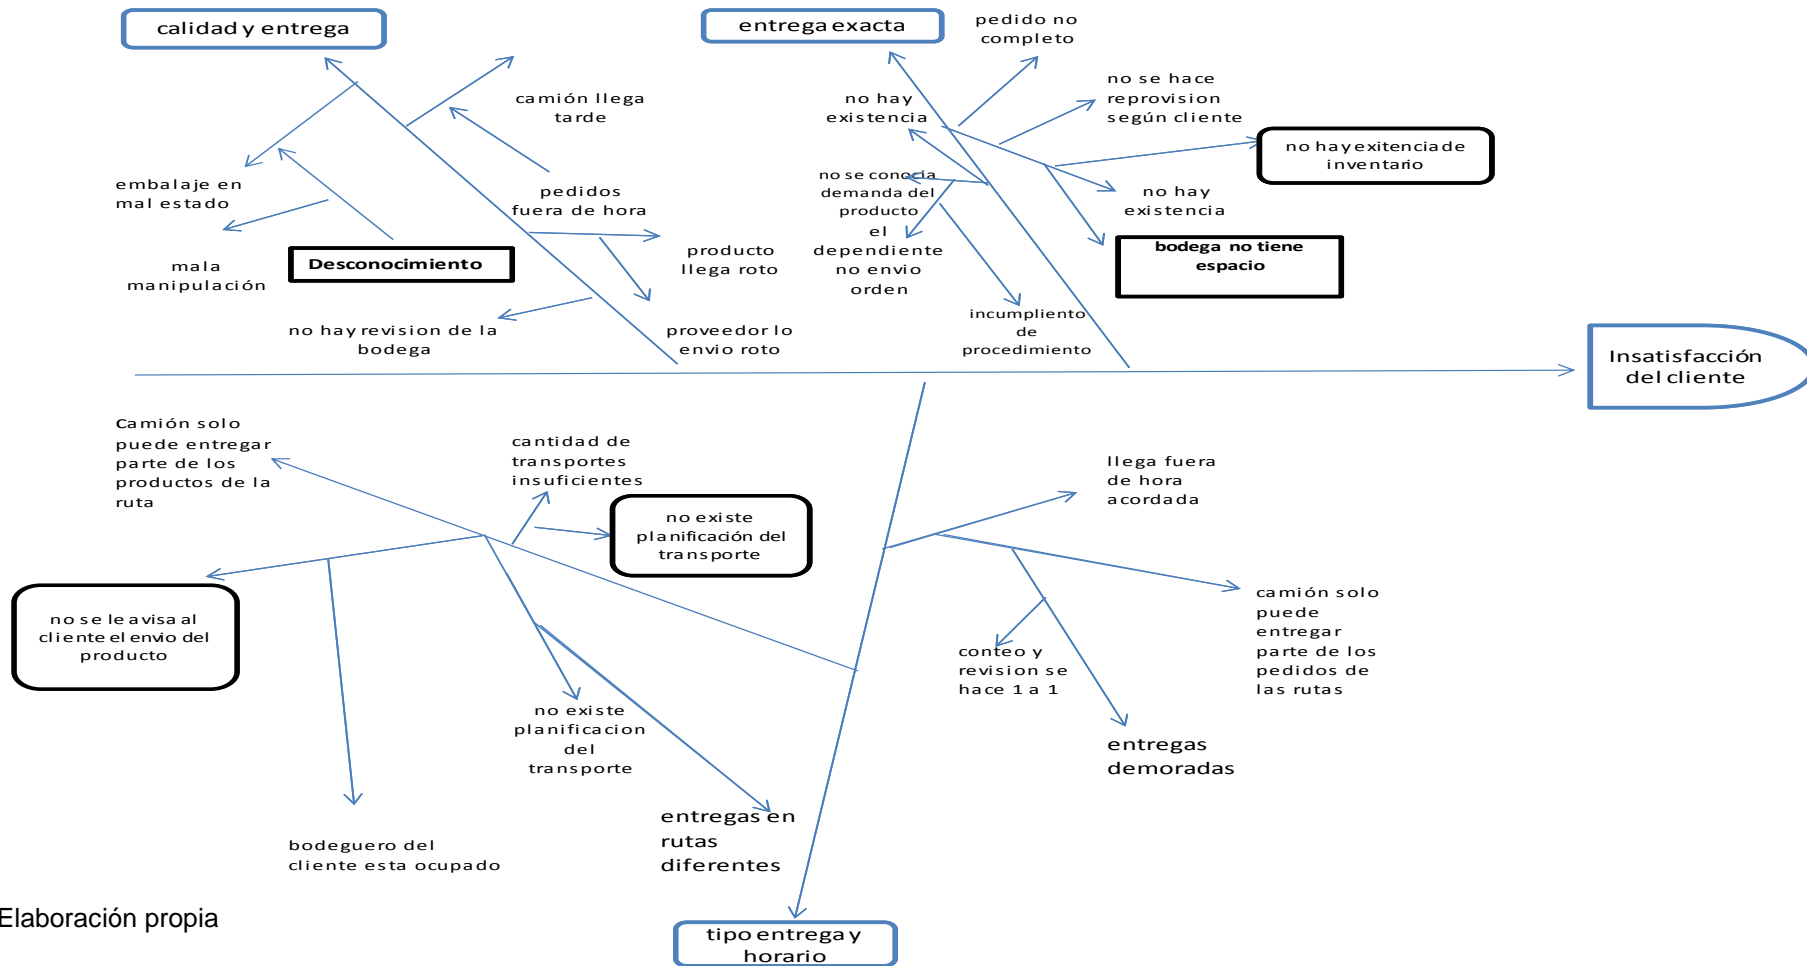 calidad y entrega
entrega exacta
pedido no
completo
camión llega
tarde
no hay
existencia
no se hace
reprovision
según cliente
no hay exitencia de
inventario
embalaje en
mal estado
pedidos
fuera de hora
no se conocia
demanda del
producto
el
dependiente
no envio
orden
no hay
existencia
bodega no tiene
espacio
mala
manipulación
Desconocimiento
producto
llega roto
no hay revision de la
bodega
proveedor lo
envio roto
incumpliento
de
procedimiento
Insatisfacción
del cliente
Camión solo
puede entregar
parte de los
productos de la
ruta
cantidad de
transportes
insuficientes
no existe
planificación del
transporte
llega fuera
de hora
acordada
no se le avisa al
cliente el envio del
producto
no existe
planificacion
del
transporte
conteo y
revision se
hace 1 a 1
camión solo
puede
entregar
parte de los
pedidos de
las rutas
entregas
demoradas
bodeguero del
cliente esta ocupado
entregas en
rutas
diferentes
Elaboración propia
tipo entrega y
horario